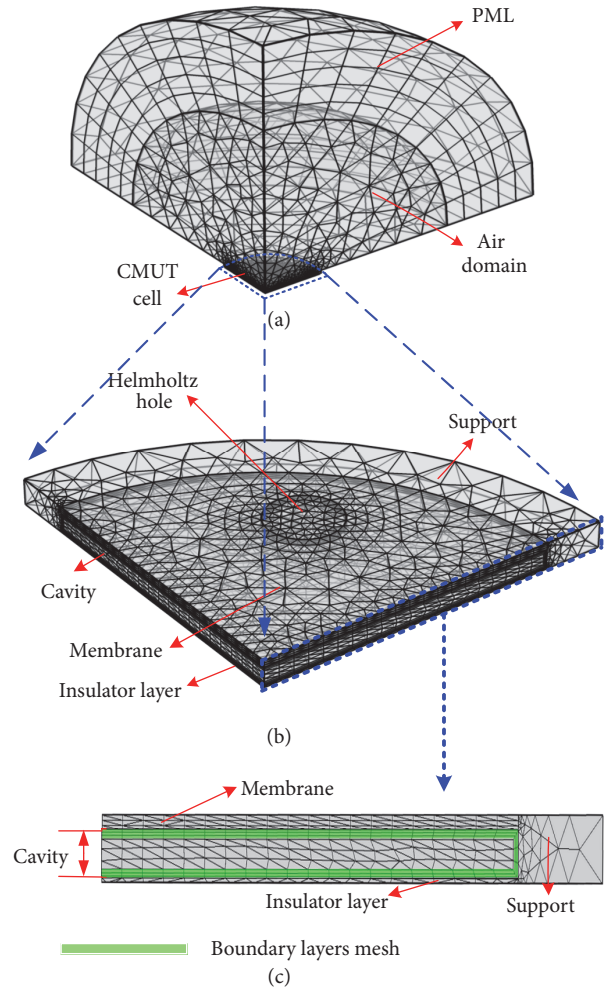 PML
Air
domain
CMUT
cell
(a)
Helmholtz
hole
Support
Cavity
Membrane
Insulator layer
(b)
Membrane
Cavity
Insulator layer
Support
Boundary layers mesh
(c)